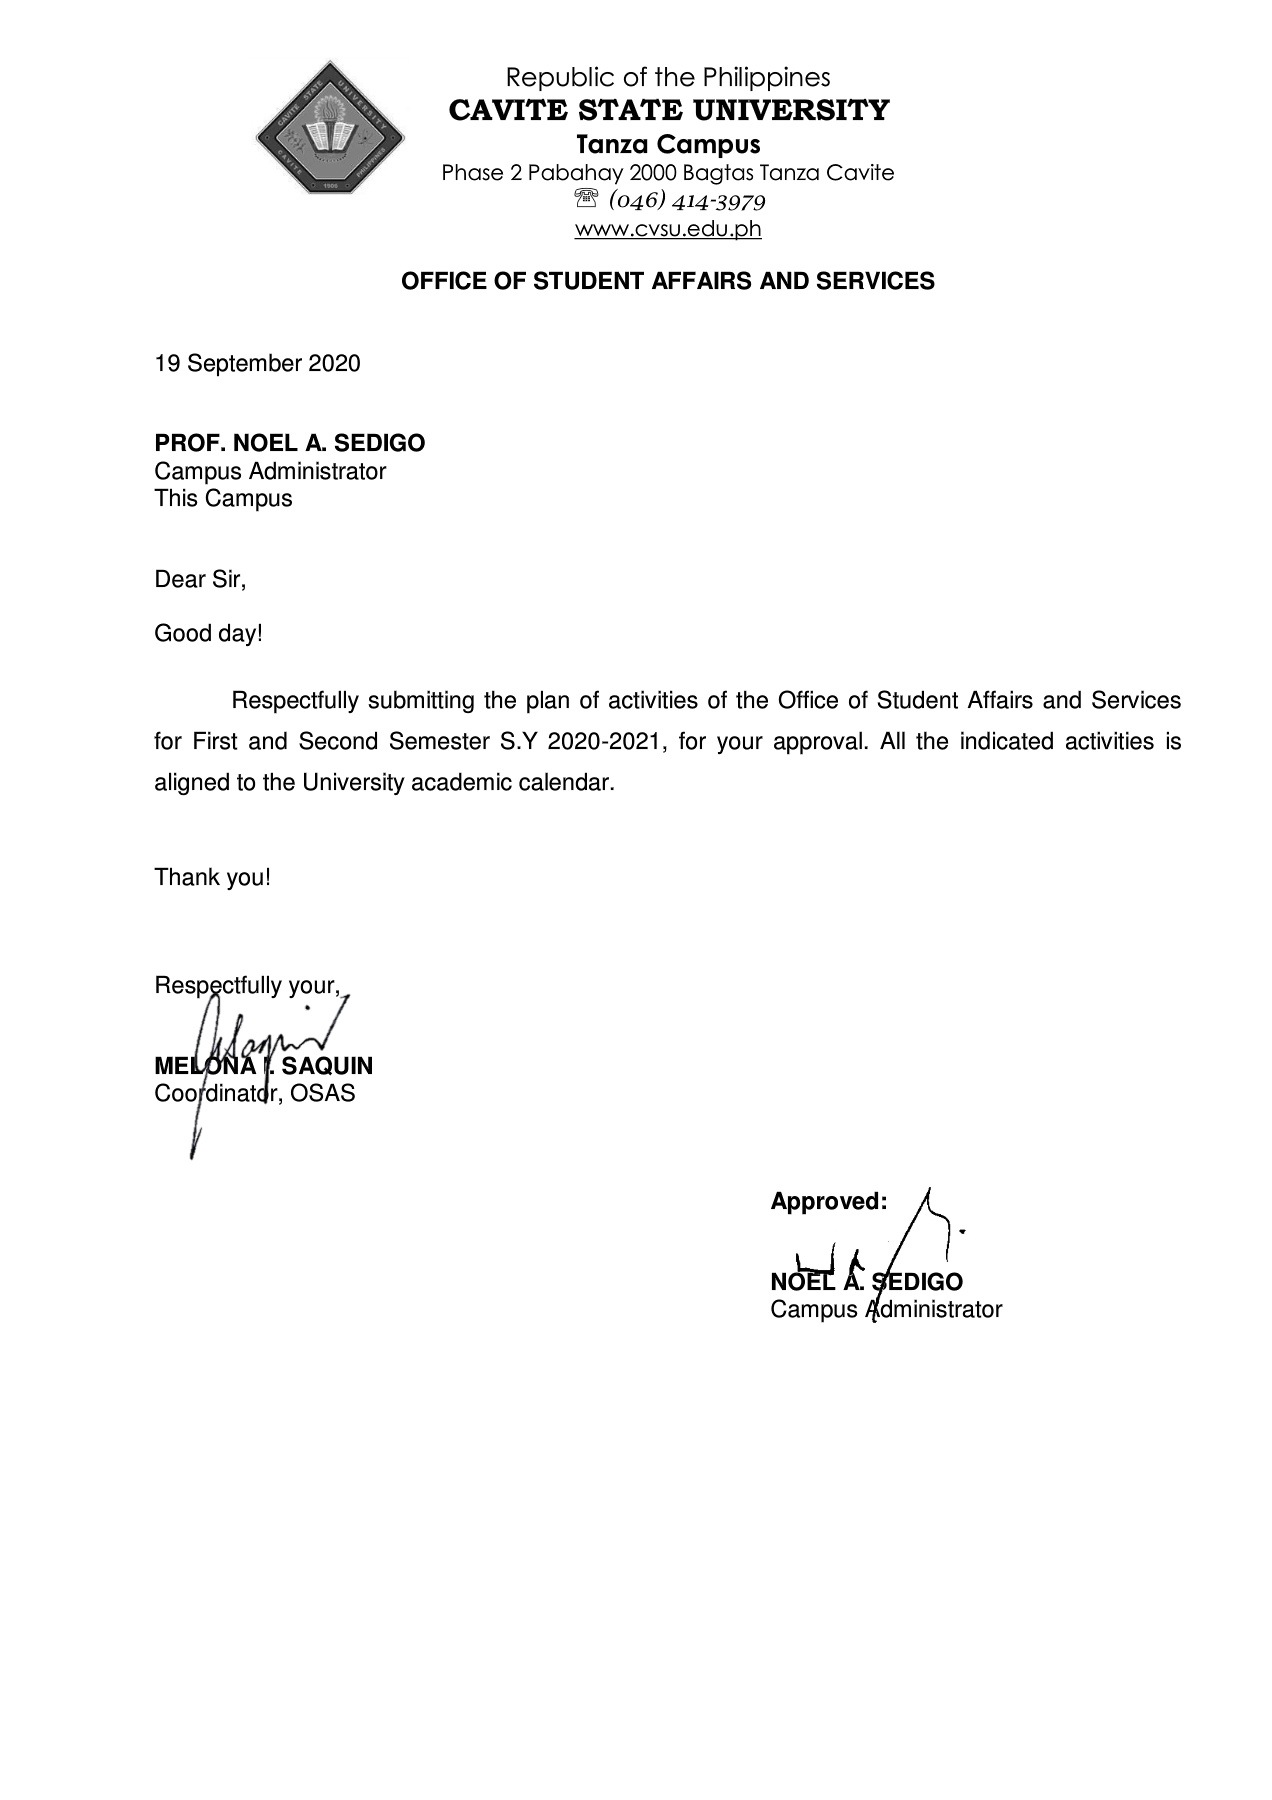 CAVITE STATE UNIVERSITY
CAVITE PHILIPPINES
1906
Republic of the Philippines
CAVITE STATE UNIVERSITY
Tanza Campus
Phase 2 Pabahay 2000 Bagtas Tanza Cavite
☏ (046) 414-3979
www.cvsu.edu.ph
OFFICE OF STUDENT AFFAIRS AND SERVICES
19 September 2020
PROF. NOEL A. SEDIGO
Campus Administrator
This Campus
Dear Sir,
Good day!
Respectfully submitting the plan of activities of the Office of Student Affairs and Services
for First and Second Semester S.Y 2020-2021, for your approval. All the indicated activities is
aligned to the University academic calendar.
Thank you!
Respectfully your,
MELONA I. SAQUIN
Coordinator, OSAS
Approved:
NOEL A. SEDIGO
Campus Administrator